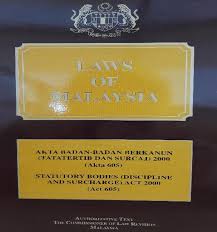 LAWS
OF
MALAYSIA
AKTA BADAN-BADAN BERKANUN
(TATATERTIB DAN SURCAJ) 2000
(Akta 605)
STATUTORY BODIES (DISCIPLINE
AND SURCHARGE) ACT 2000
(Act 605)
AUTHORITATIVE TEXT
THE COMMISSIONER OF LAW REVISION
MALAYSIA